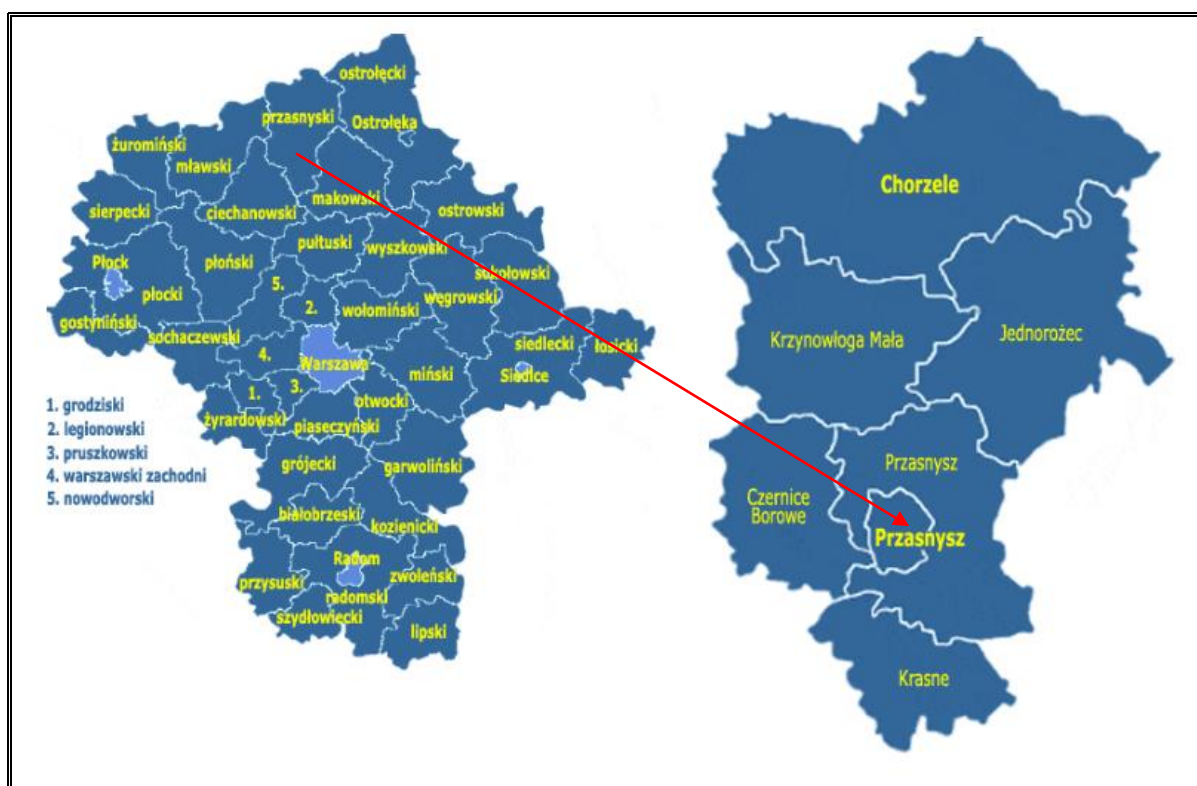 ostrołęcki
przasnyski
Ostrołęka
żuromiński
mławski
makowski
sierpecki
ciechanowski
ostrowski
pułtuski
wyszkowski
Płock
płoński
sokołowski
5.
płocki
węgrowski
2.
wołomiński
gostyniński
sochaczewski
siedlecki
łosicki
4.
Warszawa
miński
Siedlce
1.
3.
otwocki
żyrardowski
piaseczyński
1. grodziski
2. legionowski
3. pruszkowski
4. warszawski zachodni
5. nowodworski
grójecki
garwoliński
białobrzeski
kozienicki
Radom
przysuski
zwoleński
radomski
szydłowiecki
lipski
Chorzele
Krzynowłoga Mała
Jednorożec
Przasnysz
Czernice
Borowe
Przasnysz
Krasne